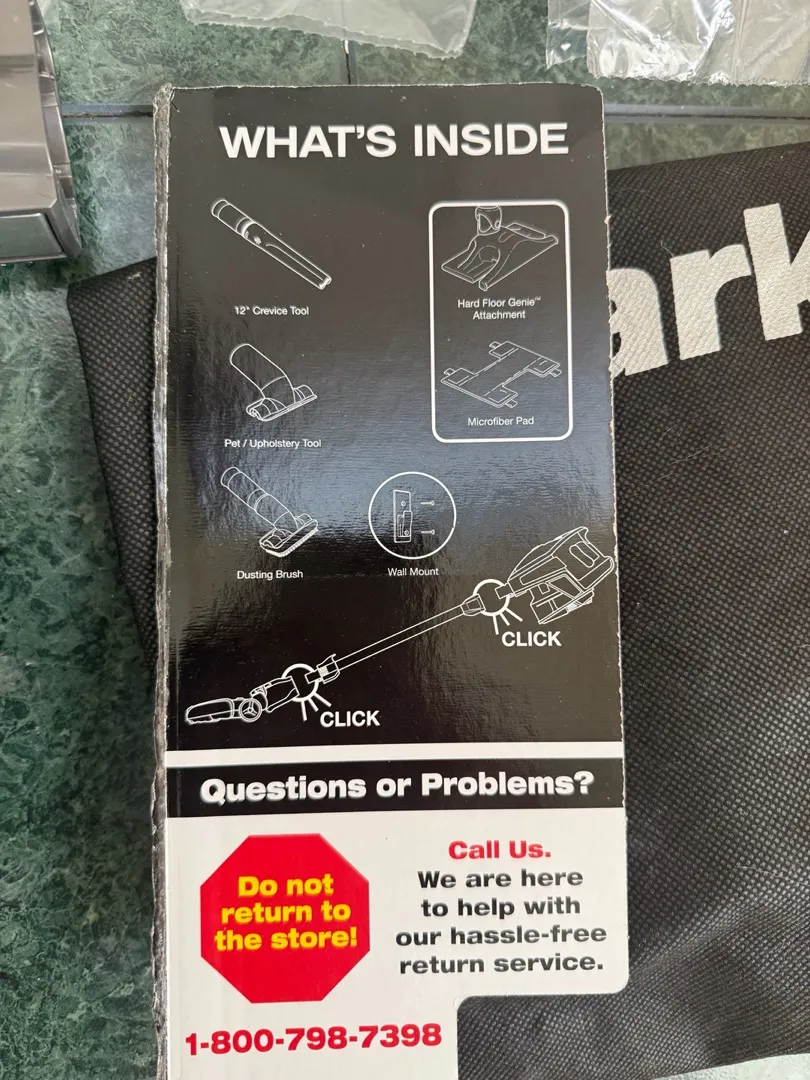 WHAT'S INSIDE
12" Crevice Tool
Hard Floor Genie™
Attachment
Pet / Upholstery Tool
Microfiber Pad
Dusting Brush
Wall Mount
CLICK
CLICK
Questions or Problems?
Do not
return to
the store!
Call Us.
We are here
to help with
our hassle-free
return service.
1-800-798-7398
ark